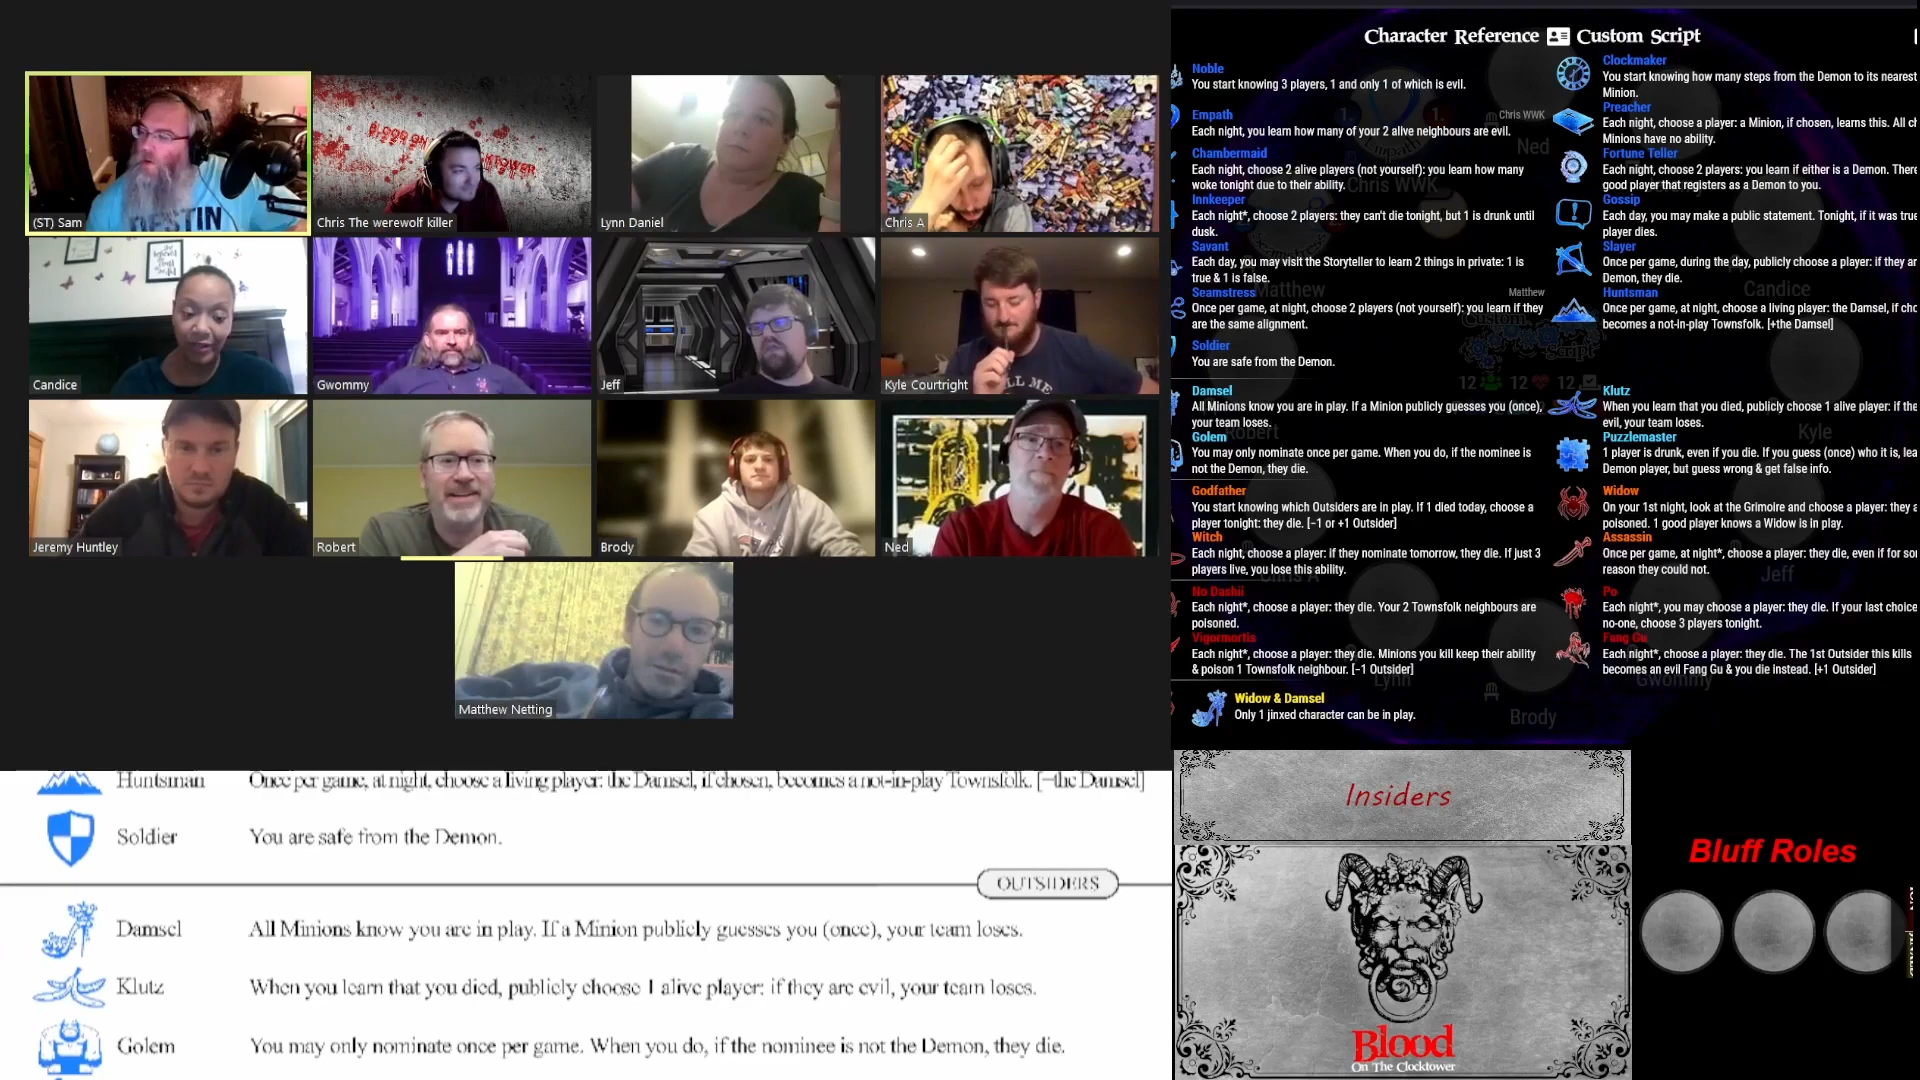 (ST) Sam
BLOOD ON
Chris The werewolf killer
Lynn Daniel
Chris A
Candice
Gwommy
Jeff
Kyle Courtright
Jeremy Huntley
Robert
Brody
Ned
Matthew Netting
Huntsman Once per game, at night, choose a living player: the Damsel, if chosen, becomes a not-in-play Townsfolk. [+the Damsel]
Soldier You are safe from the Demon.
OUTSIDERS
Damsel All Minions know you are in play. If a Minion publicly guesses you (once), your team loses.
Klutz When you learn that you died, publicly choose 1 alive player: if they are evil, your team loses.
Golem You may only nominate once per game. When you do, if the nominee is not the Demon, they die.
Character Reference Custom Script
Noble
You start knowing 3 players, 1 and only 1 of which is evil.
Empath Chris WWK
Each night, you learn how many of your 2 alive neighbours are evil.
Chambermaid
Each night, choose 2 alive players (not yourself): you learn how many
woke tonight due to their ability.
Innkeeper
Each night*, choose 2 players: they can't die tonight, but 1 is drunk until
dusk.
Savant
Each day, you may visit the Storyteller to learn 2 things in private: 1 is
true & 1 is false.
Seamstress Matthew
Once per game, at night, choose 2 players (not yourself): you learn if they
are the same alignment.
Soldier
You are safe from the Demon.
Damsel
All Minions know you are in play. If a Minion publicly guesses you (once),
your team loses.
Golem
You may only nominate once per game. When you do, if the nominee is
not the Demon, they die.
Godfather
You start knowing which Outsiders are in play. If 1 died today, choose a
player tonight: they die. [−1 or +1 Outsider]
Witch
Each night, choose a player: if they nominate tomorrow, they die. If just 3
players live, you lose this ability.
No Dashii
Each night*, choose a player: they die. Your 2 Townsfolk neighbours are
poisoned.
Vigormortis
Each night*, choose a player: they die. Minions you kill keep their ability
& poison 1 Townsfolk neighbour. [−1 Outsider]
Widow & Damsel
Only 1 jinxed character can be in play.
Clockmaker
You start knowing how many steps from the Demon to its nearest
Minion.
Preacher
Each night, choose a player: a Minion, if chosen, learns this. All ch
Minions have no ability.
Fortune Teller
Each night, choose 2 players: you learn if either is a Demon. There
good player that registers as a Demon to you.
Gossip
Each day, you may make a public statement. Tonight, if it was true
player dies.
Slayer
Once per game, during the day, publicly choose a player: if they ar
Demon, they die.
Huntsman
Once per game, at night, choose a living player: the Damsel, if cho
becomes a not-in-play Townsfolk. [+the Damsel]
Klutz
When you learn that you died, publicly choose 1 alive player: if the
evil, your team loses.
Puzzlemaster
1 player is drunk, even if you die. If you guess (once) who it is, lea
Demon player, but guess wrong & get false info.
Widow
On your 1st night, look at the Grimoire and choose a player: they a
poisoned. 1 good player knows a Widow is in play.
Assassin
Once per game, at night*, choose a player: they die, even if for so
reason they could not.
Po
Each night*, you may choose a player: they die. If your last choice
no-one, choose 3 players tonight.
Fang Gu
Each night*, choose a player: they die. The 1st Outsider this kills
becomes an evil Fang Gu & you die instead. [+1 Outsider]
Ned
Chris WWK
Matthew
Candice
12 12 12
Robert
Kyle
Chris A
Jeff
Lynn
Gwommy
Brody
Insiders
Blood
On The Clocktower
Bluff Roles